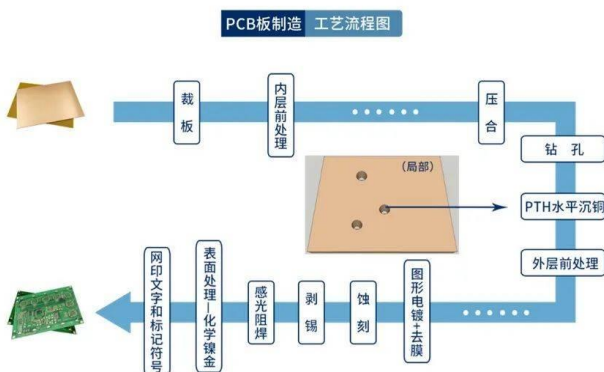 PCB板制造 工艺流程图
裁板
内层前处理
压合
钻孔
(局部)
PTH水平沉铜
外层前处理
图形电镀+去膜
蚀刻
剥锡
感光阻焊
表面处理—化学镍金
网印文字和标记符号